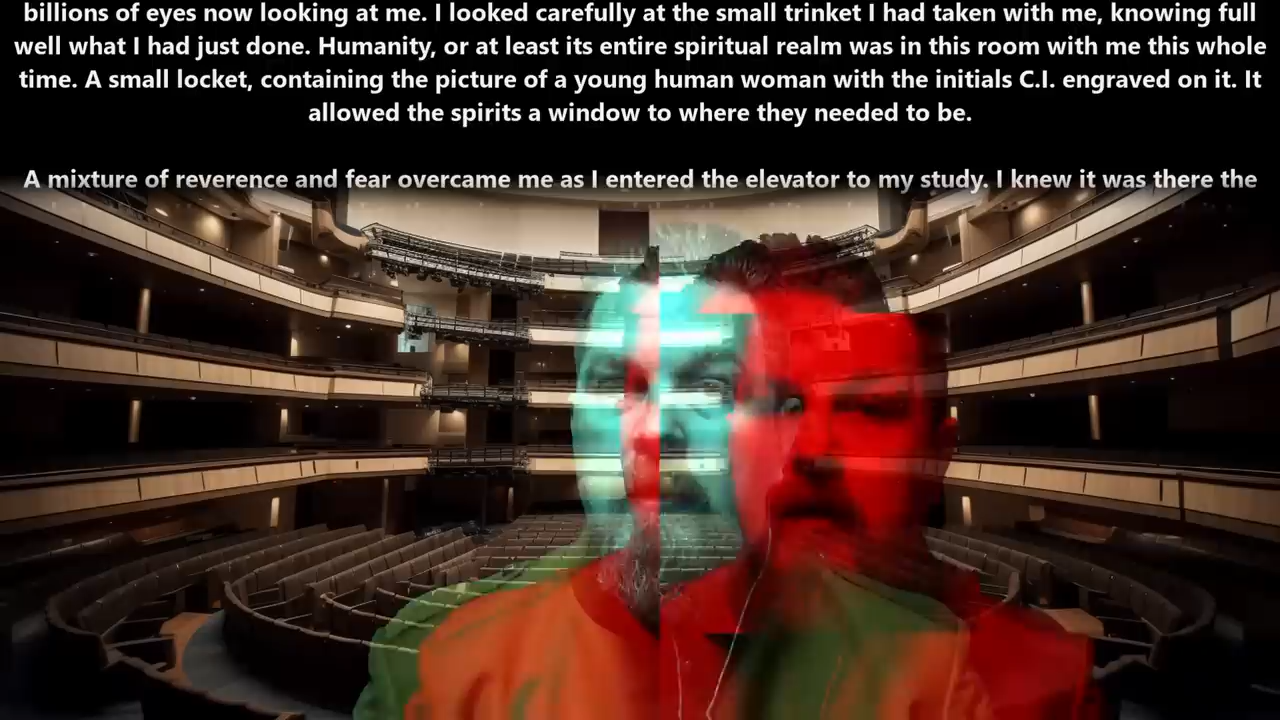 billions of eyes now looking at me. I looked carefully at the small trinket I had taken with me, knowing full
well what I had just done. Humanity, or at least its entire spiritual realm was in this room with me this whole
time. A small locket, containing the picture of a young human woman with the initials C.I. engraved on it. It
allowed the spirits a window to where they needed to be.
A mixture of reverence and fear overcame me as I entered the elevator to my study. I knew it was there the